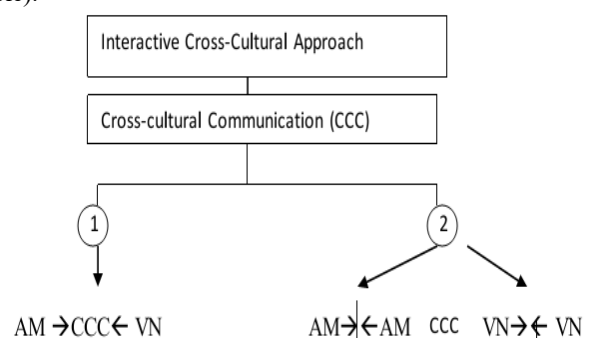 Interactive Cross-Cultural Approach
Cross-cultural Communication (CCC)
1 2
AM →CCC← VN AM→←AM CCC VN→← VN